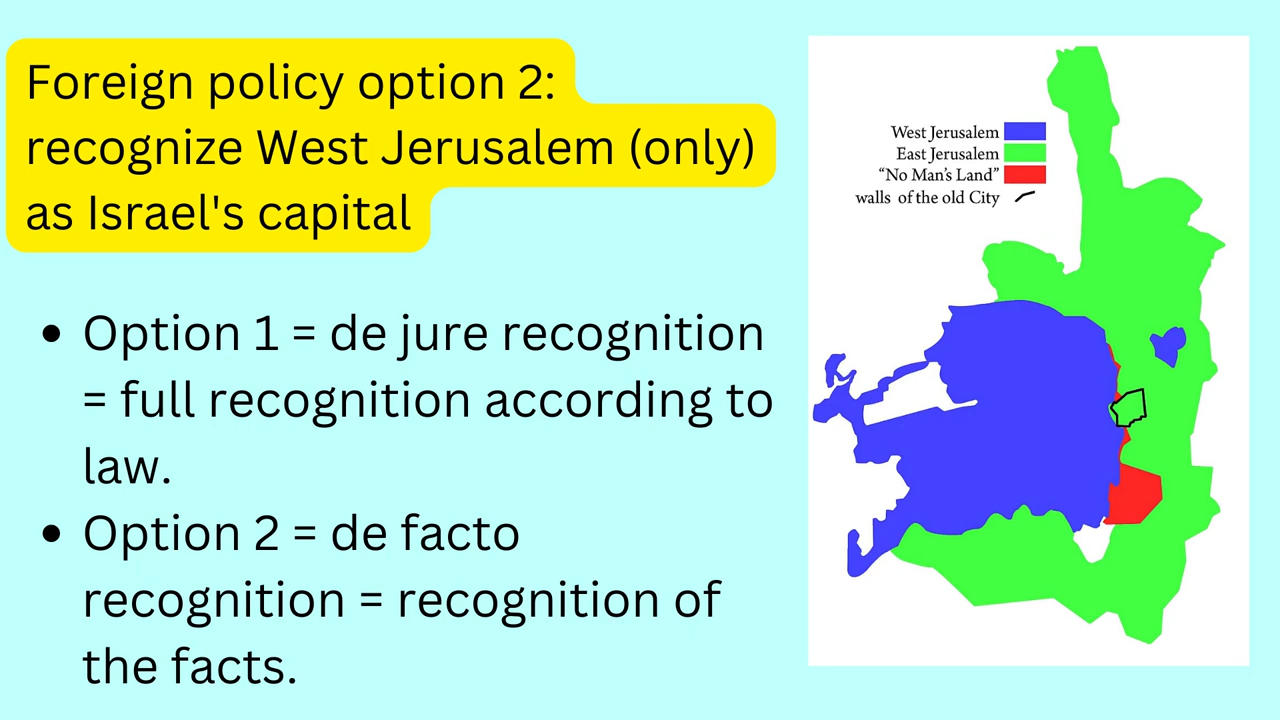 Foreign policy option 2:
recognize West Jerusalem (only)
as Israel's capital
• Option 1 = de jure recognition
= full recognition according to
law.
• Option 2 = de facto
recognition = recognition of
the facts.
West Jerusalem
East Jerusalem
“No Man’s Land”
walls of the old City